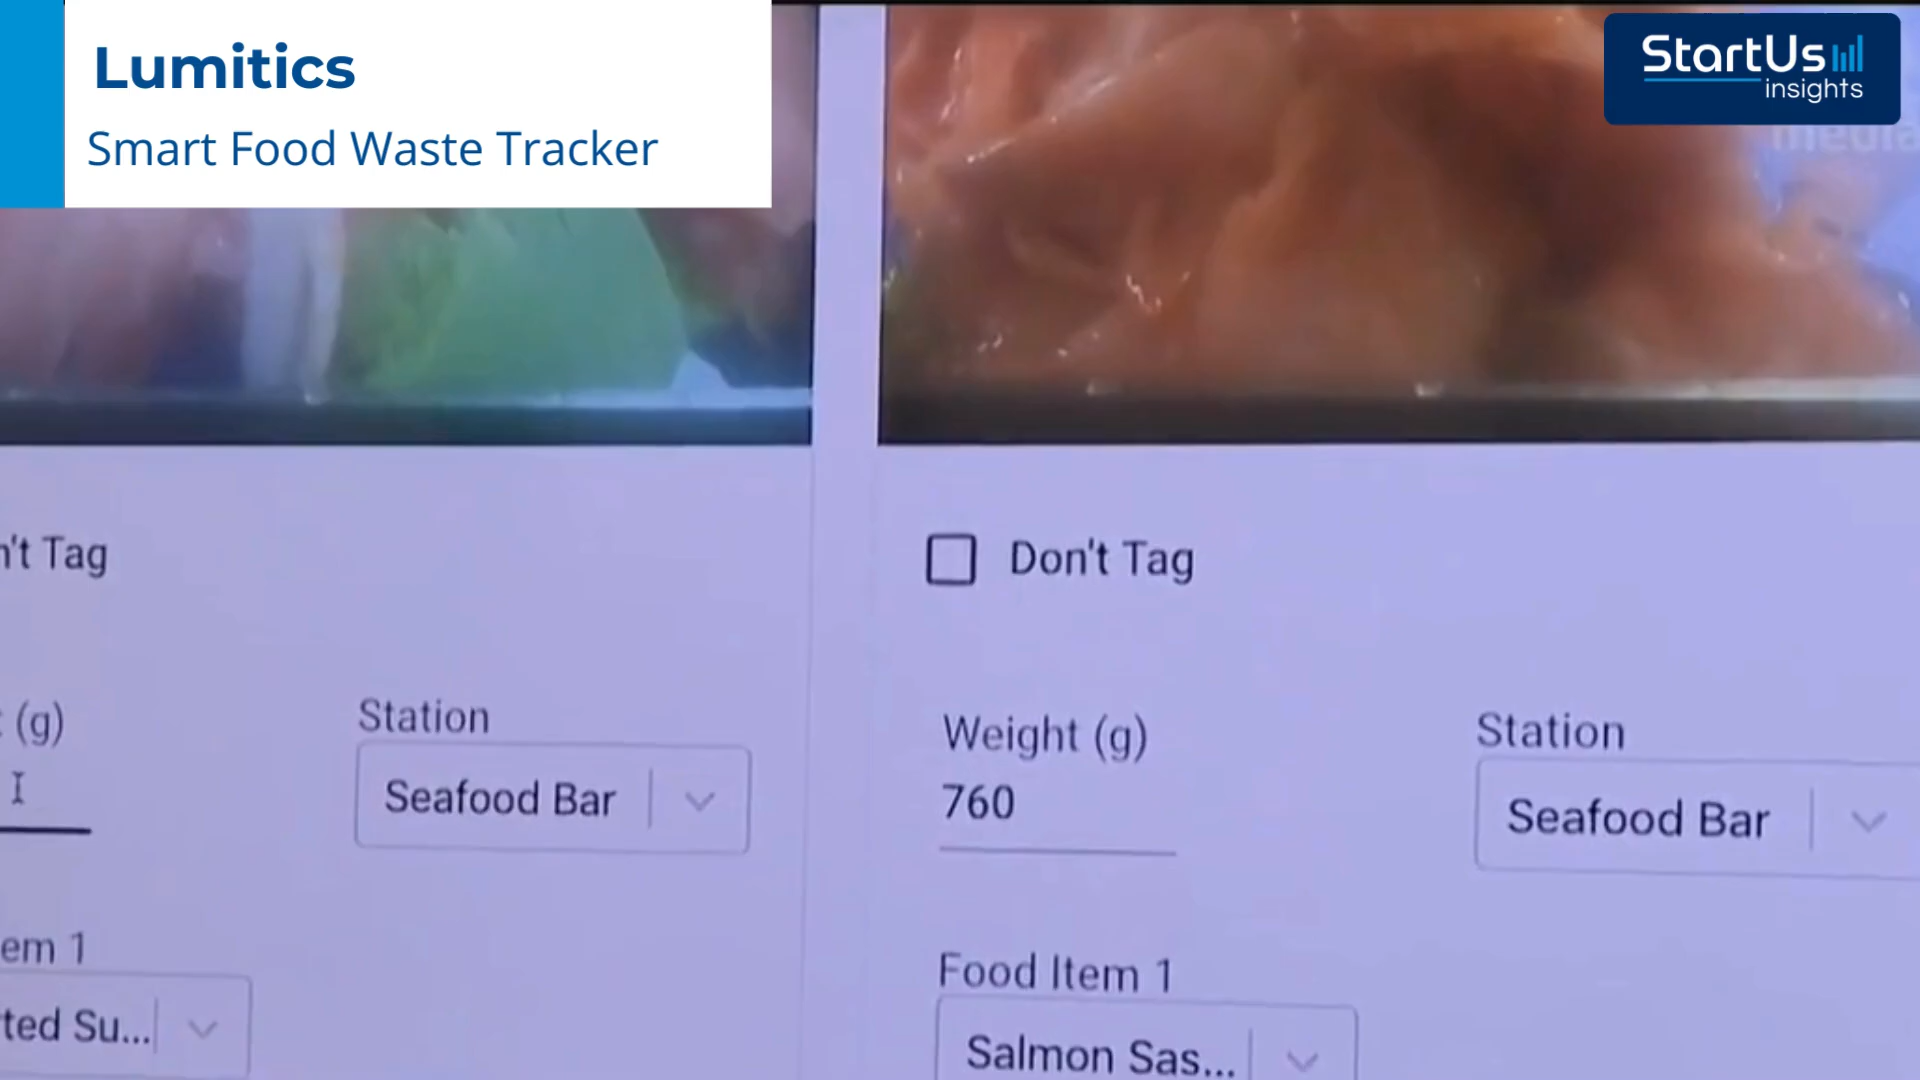 Lumitics
Smart Food Waste Tracker
StartUs
insights
media
n't Tag
(g)
Station
Seafood Bar
em 1
ted Su...
Don't Tag
Weight (g)
760
Station
Seafood Bar
Food Item 1
Salmon Sas...